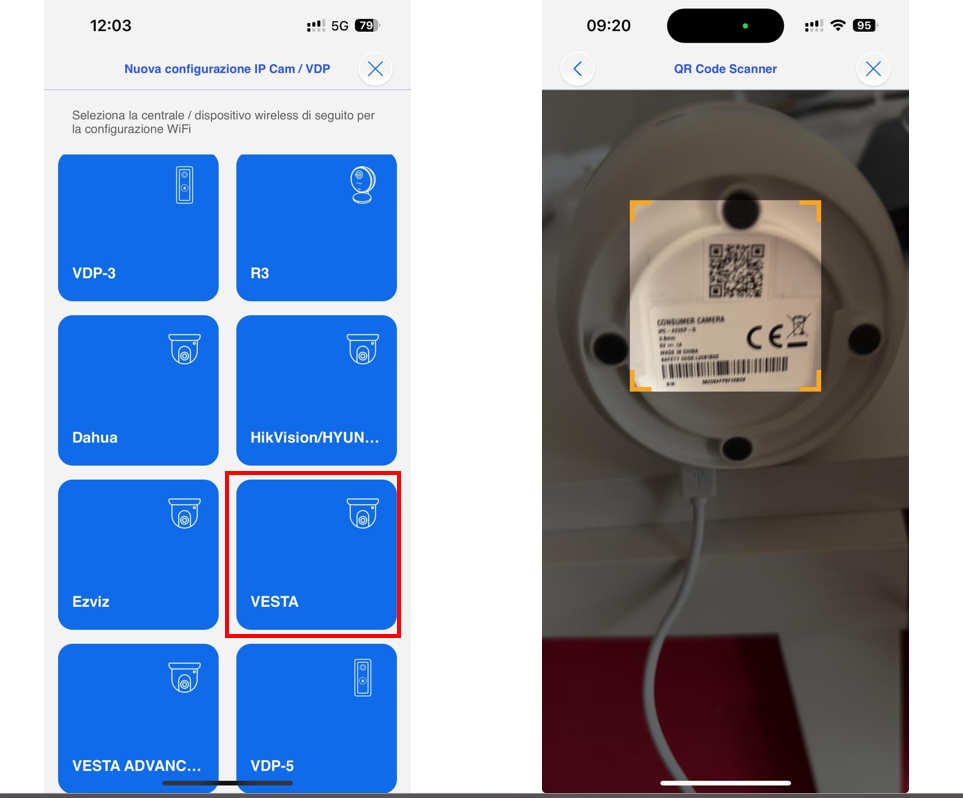 12:03
5G
79
Nuova configurazione IP Cam / VDP
Seleziona la centrale / dispositivo wireless di seguito per
la configurazione WiFi
VDP-3
R3
Dahua
HikVision/HYUN...
Ezviz
VESTA
VESTA ADVANC...
VDP-5
09:20
95
QR Code Scanner
CONSUMER CAMERA
MADE IN CHINA
CE